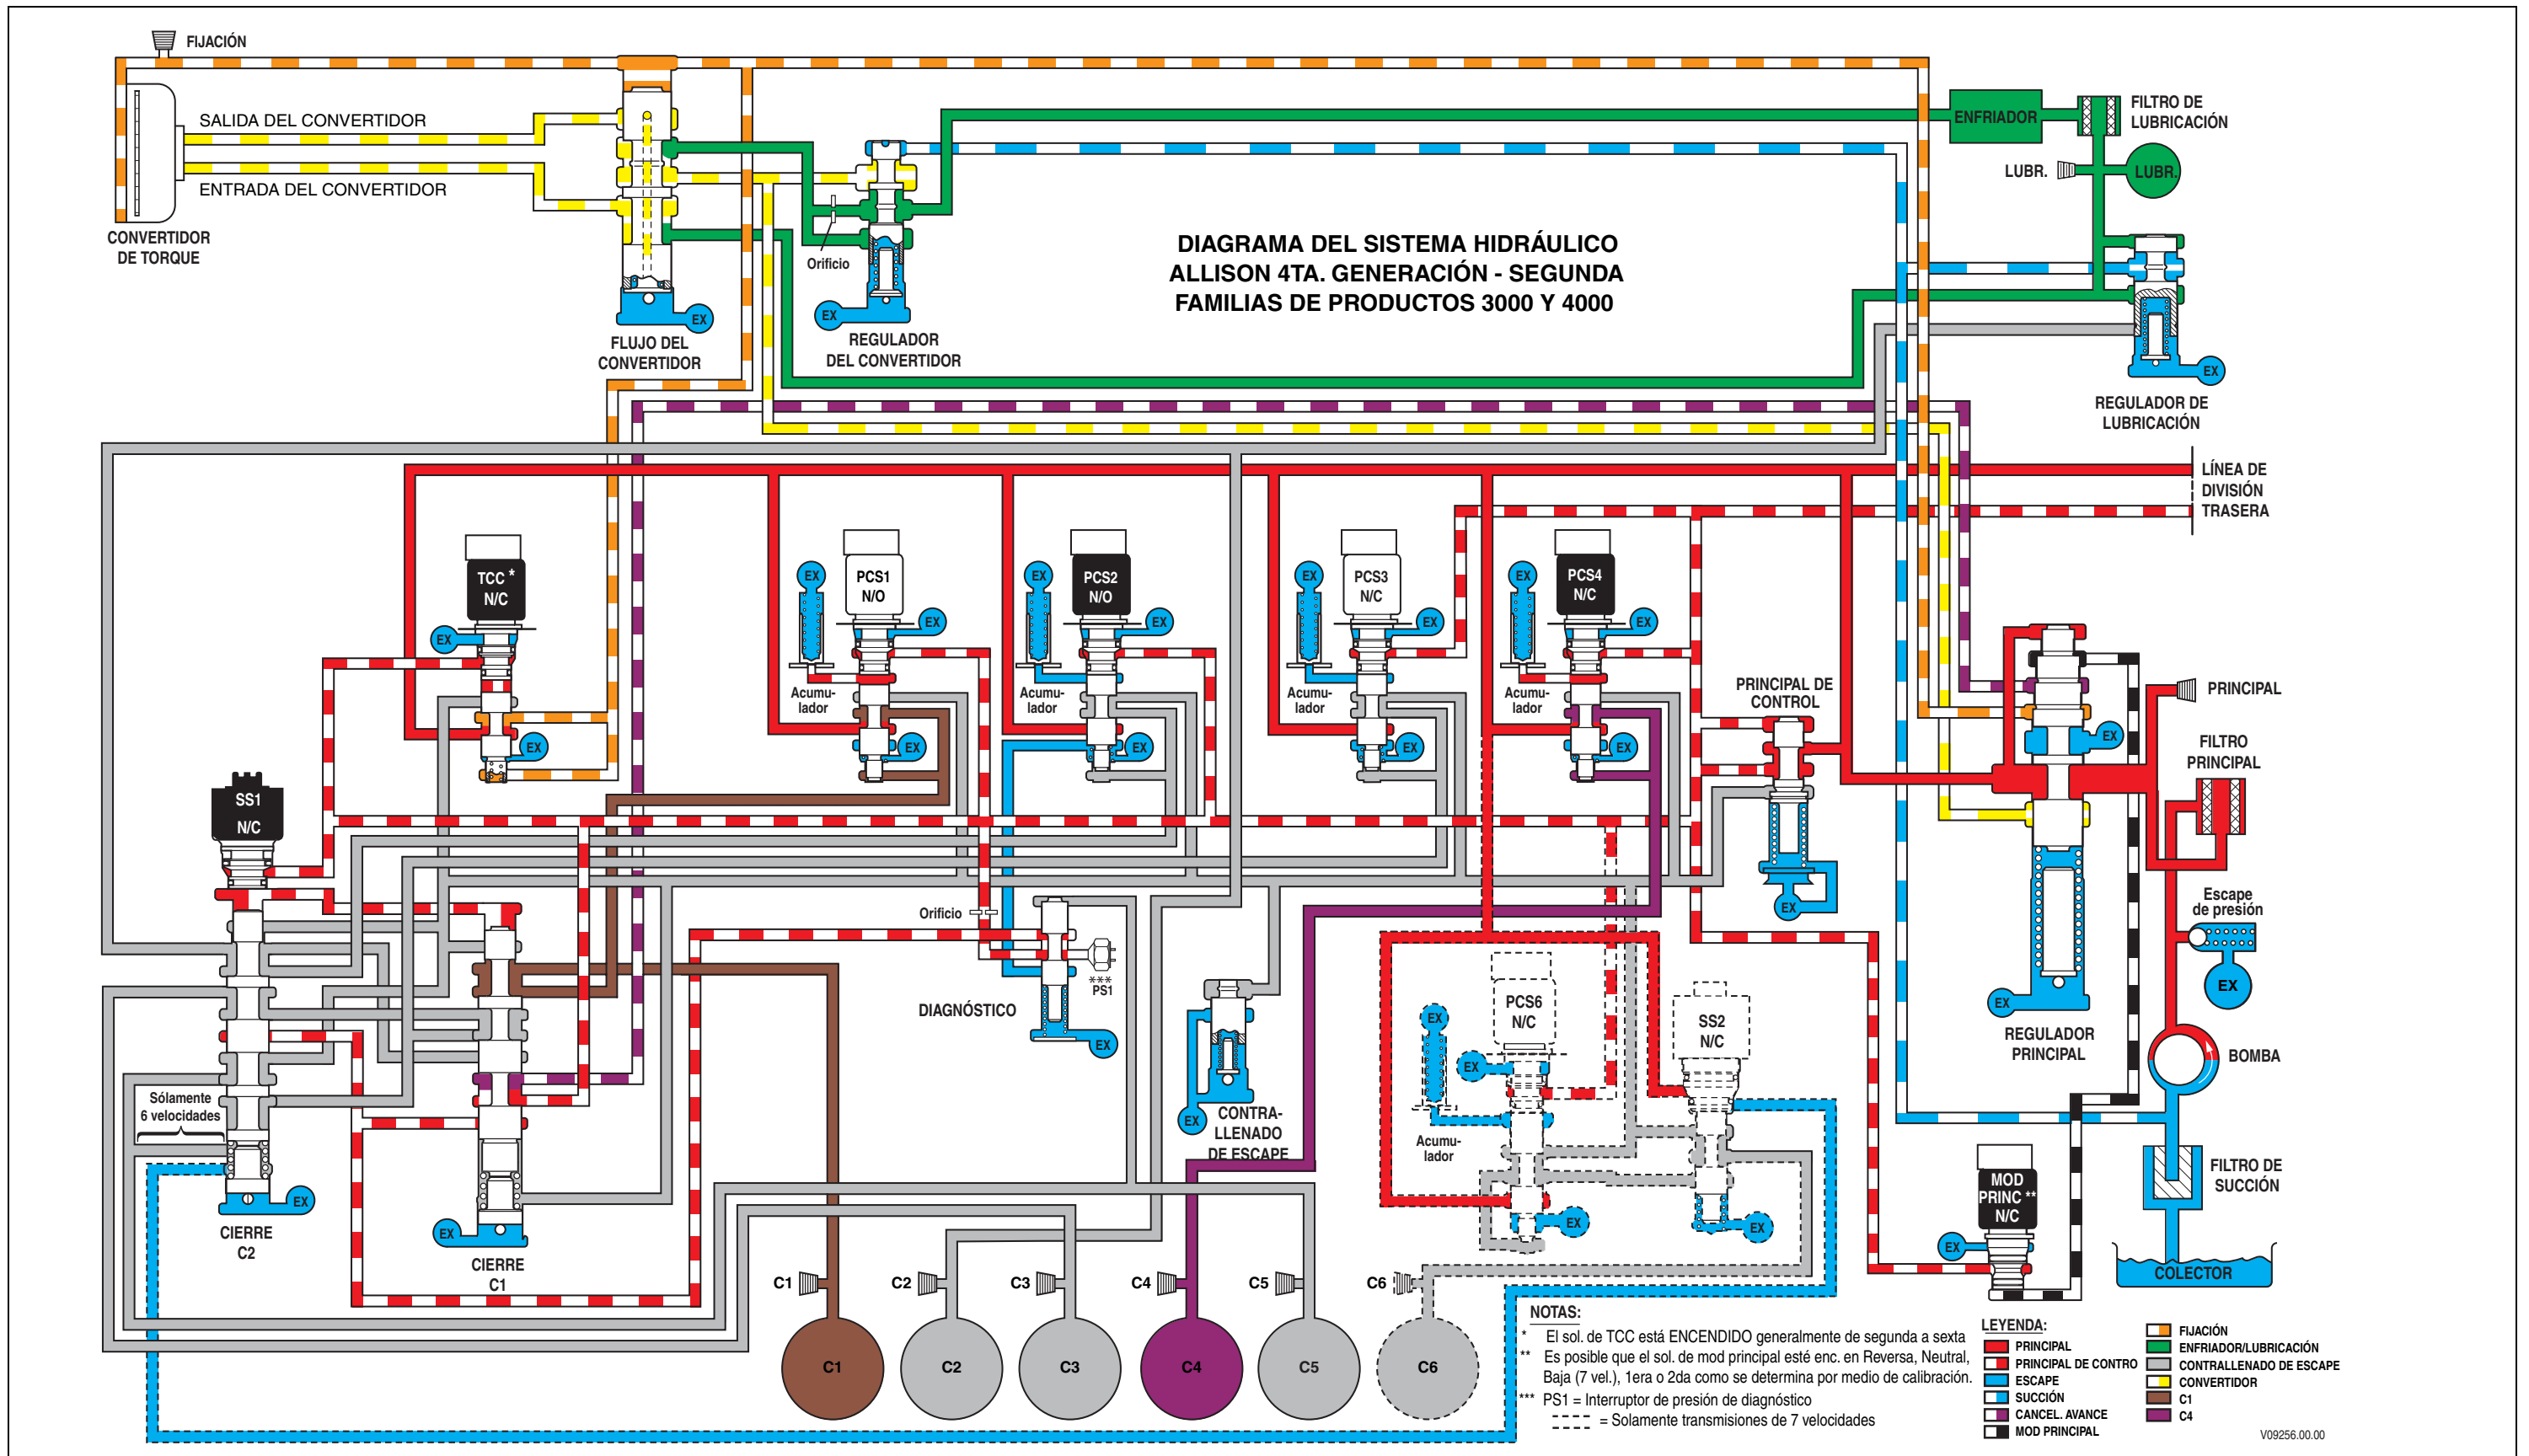 FIJACIÓN
SALIDA DEL CONVERTIDOR
ENTRADA DEL CONVERTIDOR
CONVERTIDOR
DE TORQUE
EX
FLUJO DEL
CONVERTIDOR
Orificio
EX
REGULADOR
DEL CONVERTIDOR
DIAGRAMA DEL SISTEMA HIDRÁULICO
ALLISON 4TA. GENERACIÓN - SEGUNDA
FAMILIAS DE PRODUCTOS 3000 Y 4000
ENFRIADOR
FILTRO DE
LUBRICACIÓN
LUBR.
LUBR.
EX
REGULADOR DE
LUBRICACIÓN
LÍNEA DE
DIVISIÓN
TRASERA
TCC *
N/C
EX
EX
EX
PCS1
N/O
EX
Acumu-
lador
EX
EX
PCS2
N/O
EX
Acumu-
lador
EX
EX
PCS3
N/C
EX
Acumu-
lador
EX
EX
PCS4
N/C
EX
Acumu-
lador
EX
PRINCIPAL DE
CONTROL
EX
PRINCIPAL
FILTRO
PRINCIPAL
EX
EX
REGULADOR
PRINCIPAL
Escape
de presión
EX
BOMBA
FILTRO DE
SUCCIÓN
COLECTOR
SS1
N/C
Sólamente
6 velocidades
EX
CIERRE
C2
EX
CIERRE
C1
Orificio
***
PS1
DIAGNÓSTICO
EX
EX
CONTRA-
LLENADO
DE ESCAPE
EX
Acumu-
lador
PCS6
N/C
EX
EX
SS2
N/C
EX
MOD
PRINC **
N/C
EX
C1
C2
C3
C4
C5
C6
C1
C2
C3
C4
C5
C6
NOTAS:
* El sol. de TCC está ENCENDIDO generalmente de segunda a sexta
** Es posible que el sol. de mod principal esté enc. en Reversa, Neutral,
Baja (7 vel.), 1era o 2da como se determina por medio de calibración.
*** PS1 = Interruptor de presión de diagnóstico
= Solamente transmisiones de 7 velocidades
LEYENDA:
PRINCIPAL
PRINCIPAL DE CONTRO
ESCAPE
SUCCIÓN
CANCEL. AVANCE
MOD PRINCIPAL
FIJACIÓN
ENFRIADOR/LUBRICACIÓN
CONTRALLENADO DE ESCAPE
CONVERTIDOR
C1
C4
V09256.00.00